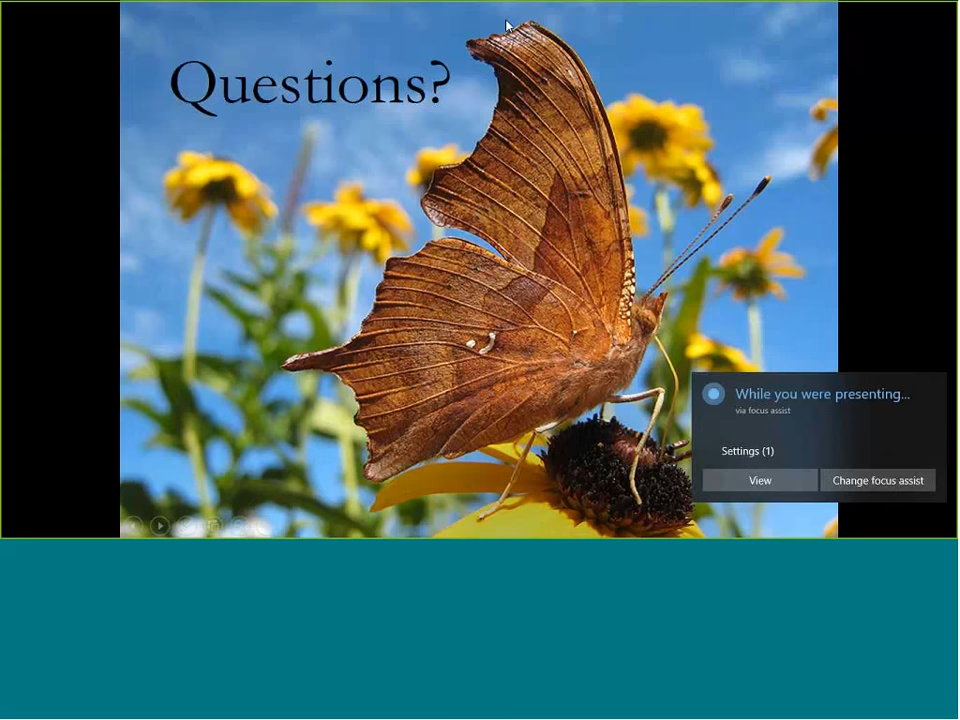 Questions?
While you were presenting...
via focus assist
Settings (1)
View
Change focus assist